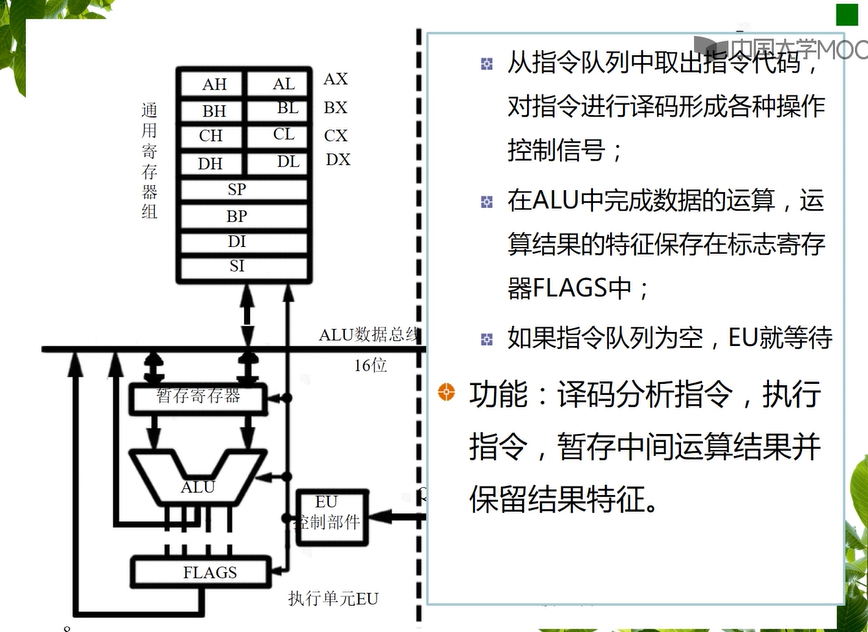 中国大学MOOC
通用寄存器组
AH AL AX
BH BL BX
CH CL CX
DH DL DX
SP
BP
DI
SI
ALU数据总线
16位
暂存寄存器
ALU
EU
控制部件
FLAGS
执行单元EU
8
从指令队列中取出指令代码，
对指令进行译码形成各种操作
控制信号；
在ALU中完成数据的运算，运
算结果的特征保存在标志寄存
器FLAGS中；
如果指令队列为空，EU就等待
功能：译码分析指令，执行
指令，暂存中间运算结果并
保留结果特征。